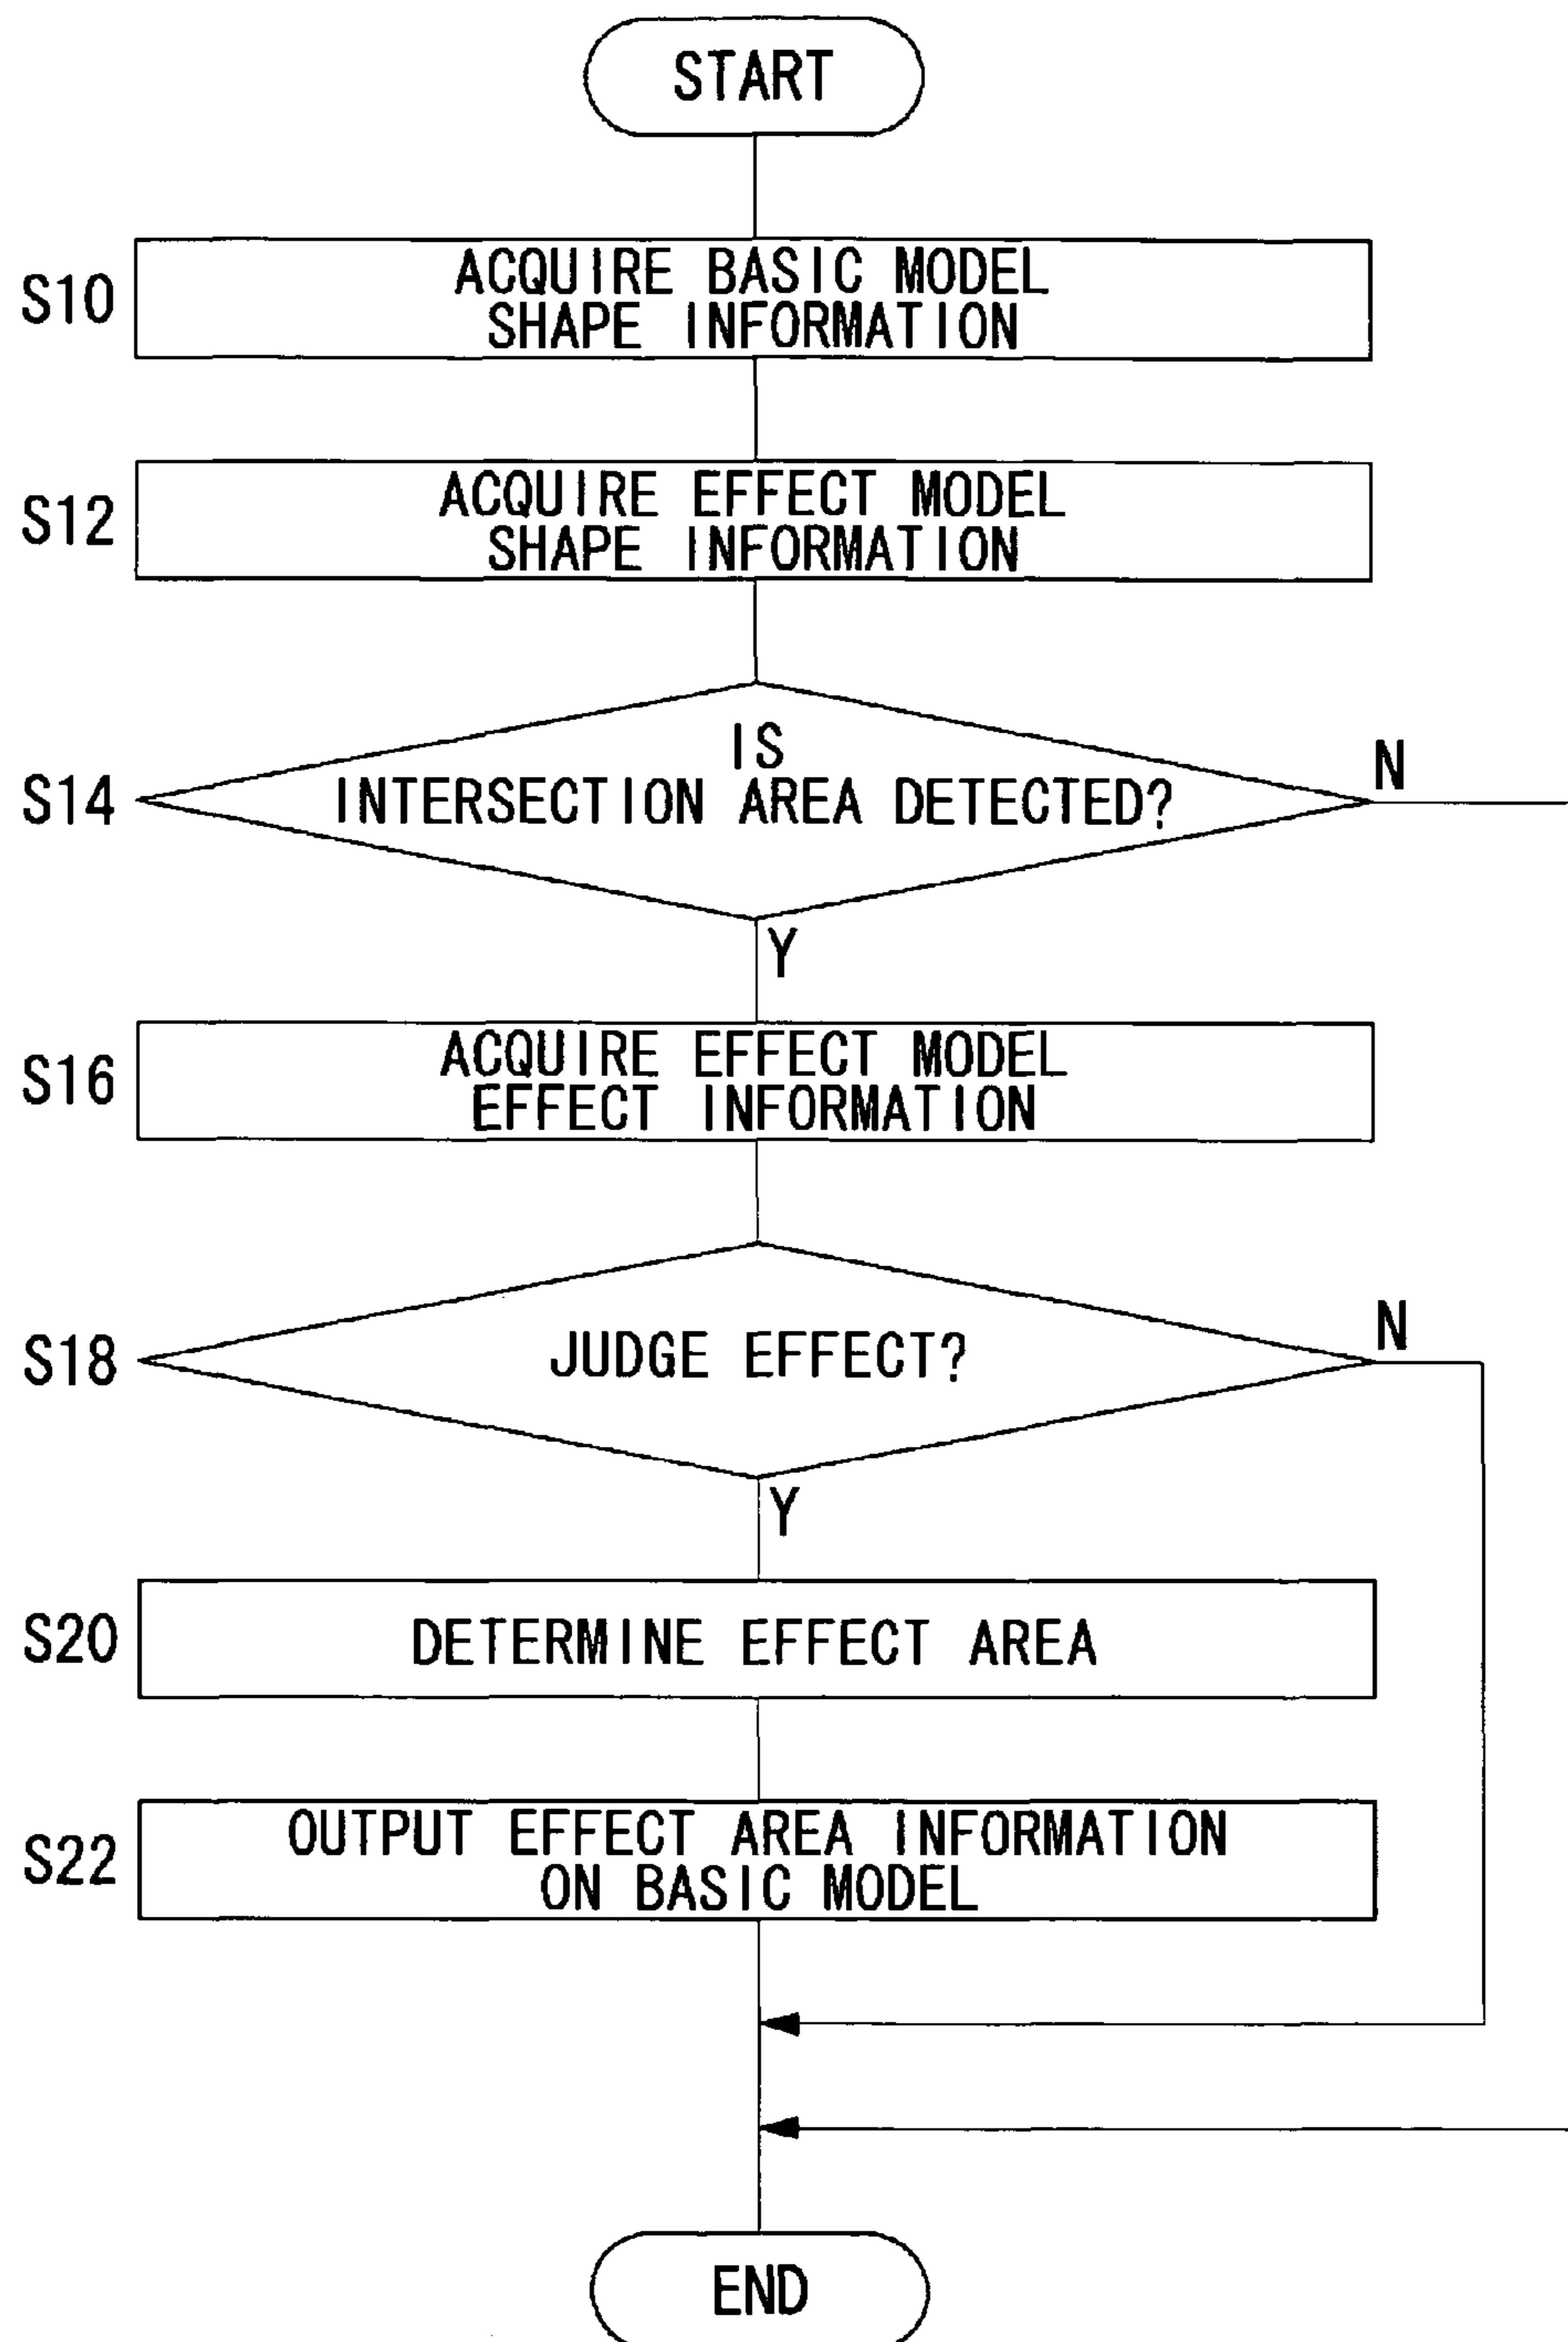 START
S10
ACQUIRE BASIC MODEL
SHAPE INFORMATION
S12
ACQUIRE EFFECT MODEL
SHAPE INFORMATION
S14
IS
INTERSECTION AREA DETECTED?
N
Y
S16
ACQUIRE EFFECT MODEL
EFFECT INFORMATION
S18
JUDGE EFFECT?
N
Y
S20
DETERMINE EFFECT AREA
S22
OUTPUT EFFECT AREA INFORMATION
ON BASIC MODEL
END